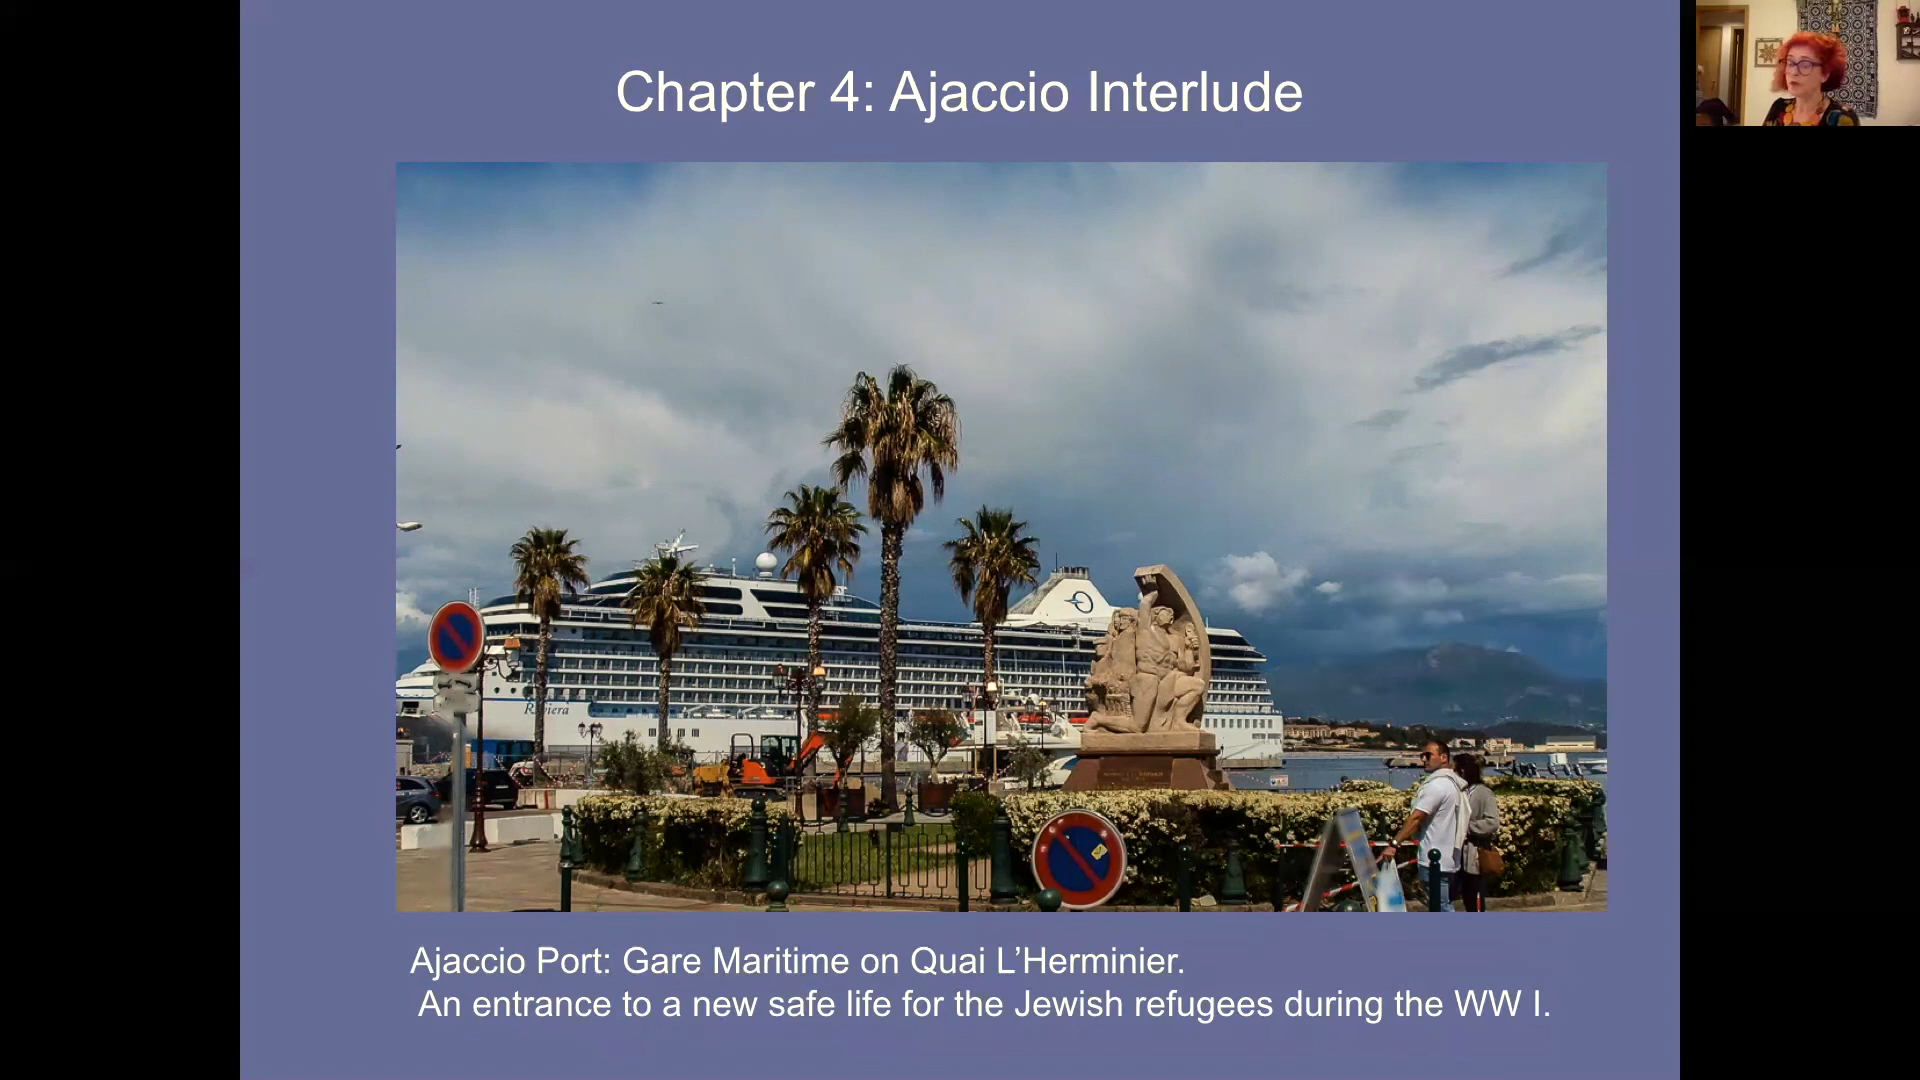 Chapter 4: Ajaccio Interlude
Riviera
Ajaccio Port: Gare Maritime on Quai L’Herminier.
An entrance to a new safe life for the Jewish refugees during the WW I.